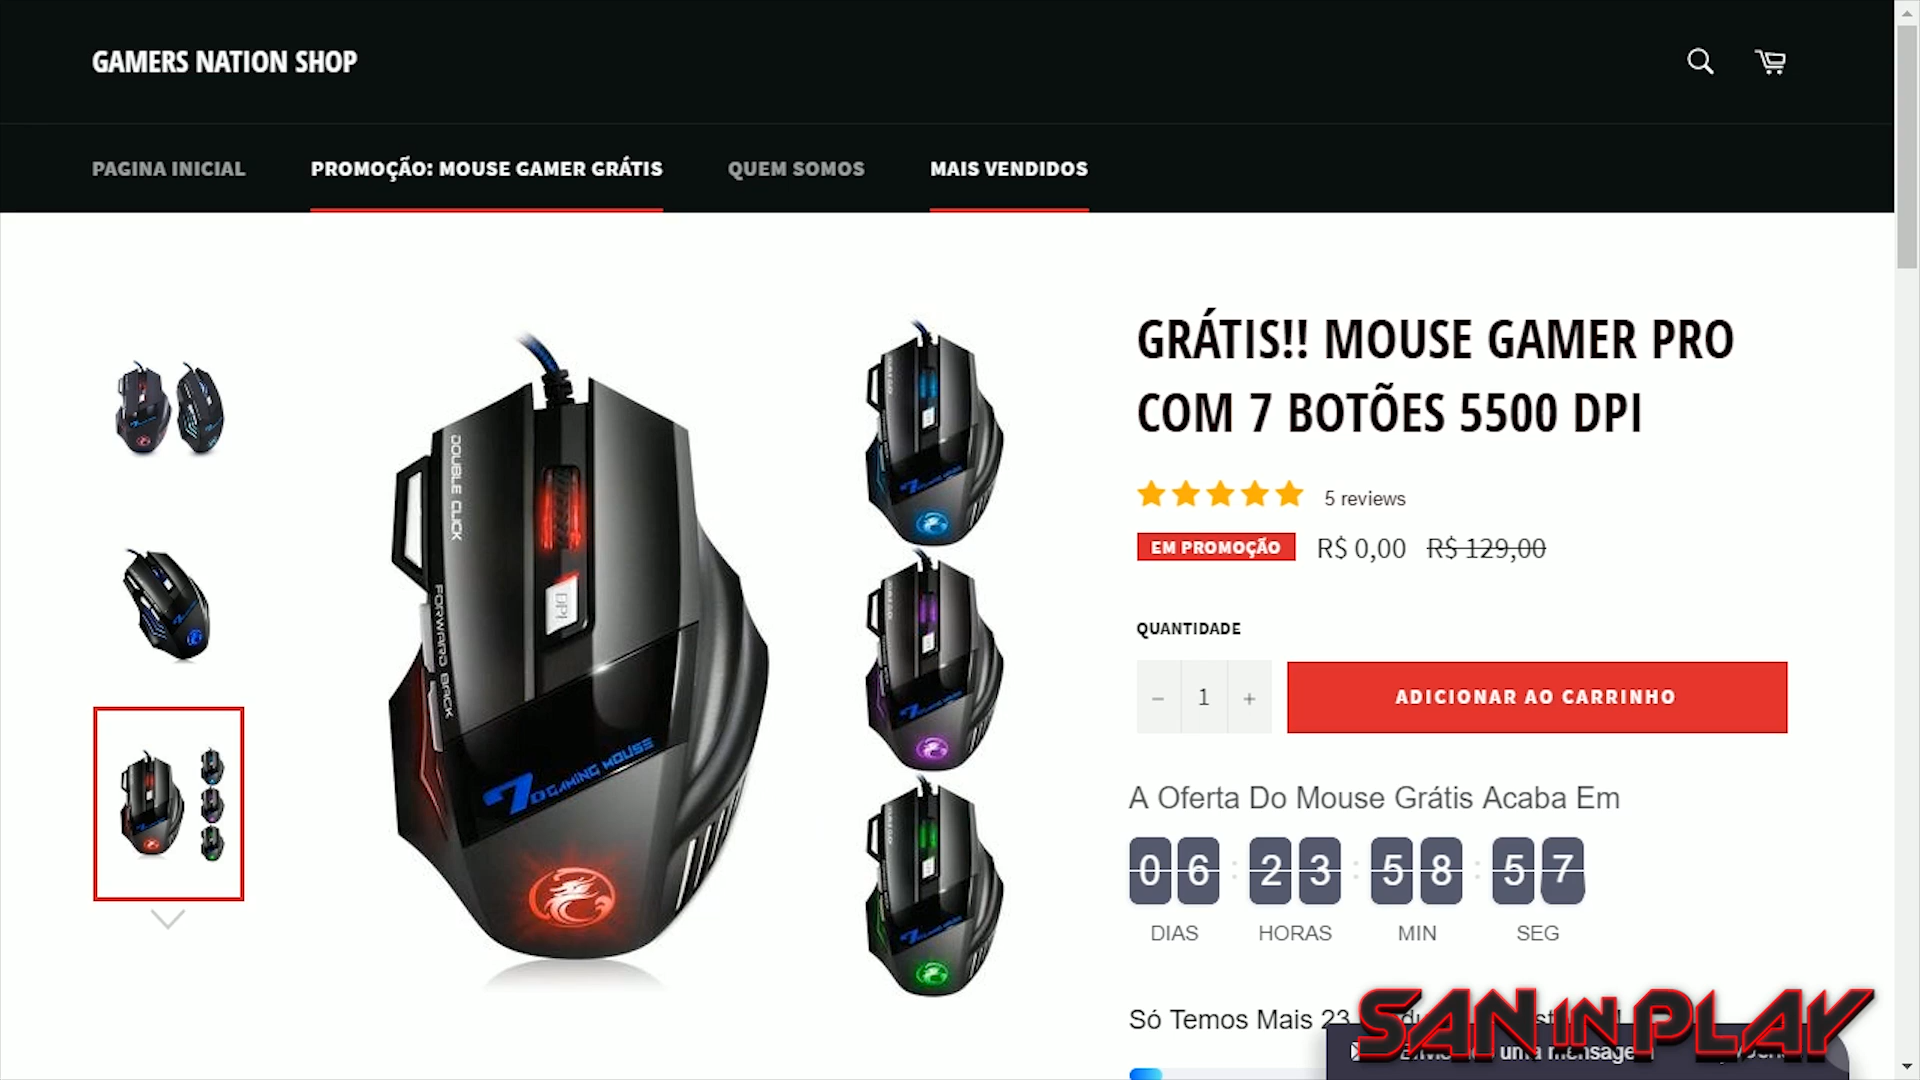 GAMERS NATION SHOP
PAGINA INICIAL
PROMOÇÃO: MOUSE GAMER GRÁTIS
QUEM SOMOS
MAIS VENDIDOS
DOUBLE CLICK
FORWARD BACK
DPI
7D GAMING MOUSE
GRÁTIS!! MOUSE GAMER PRO
COM 7 BOTÕES 5500 DPI
5 reviews
EM PROMOÇÃO R$ 0,00 R$ 129,00
QUANTIDADE
− 1 +
ADICIONAR AO CARRINHO
A Oferta Do Mouse Grátis Acaba Em
06 : 23 : 58 : 57
DIAS HORAS MIN SEG
Só Temos Mais 23
SAN IN PLAY
uma mensagem